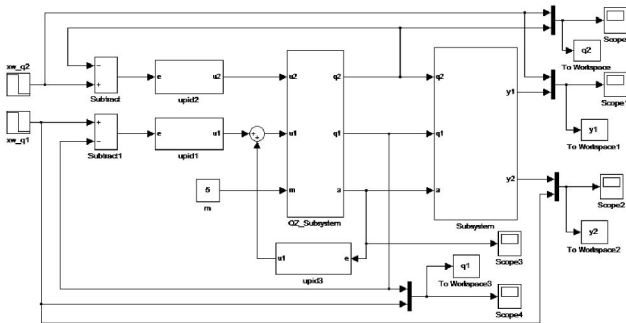 xw_q2
xw_q1
Subtract
e
u2
upid2
Subtract1
e
u1
upid1
5
m
u2
u1
m
q2
q1
a
QZ_Subsystem
u1
e
upid3
q2
q1
a
y1
y2
Subsystem
Scope
q2
To Workspace
Scope1
y1
To Workspace1
Scope2
y2
To Workspace2
Scope3
q1
To Workspace3
Scope4